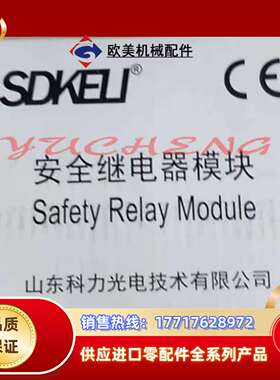 欧美机械配件
SDKELI® CE
YUCHENG
安全继电器模块
Safety Relay Module
山东科力光电技术有限公司
品质
保证
销售热线：17717628972
供应进口零配件全系列产品